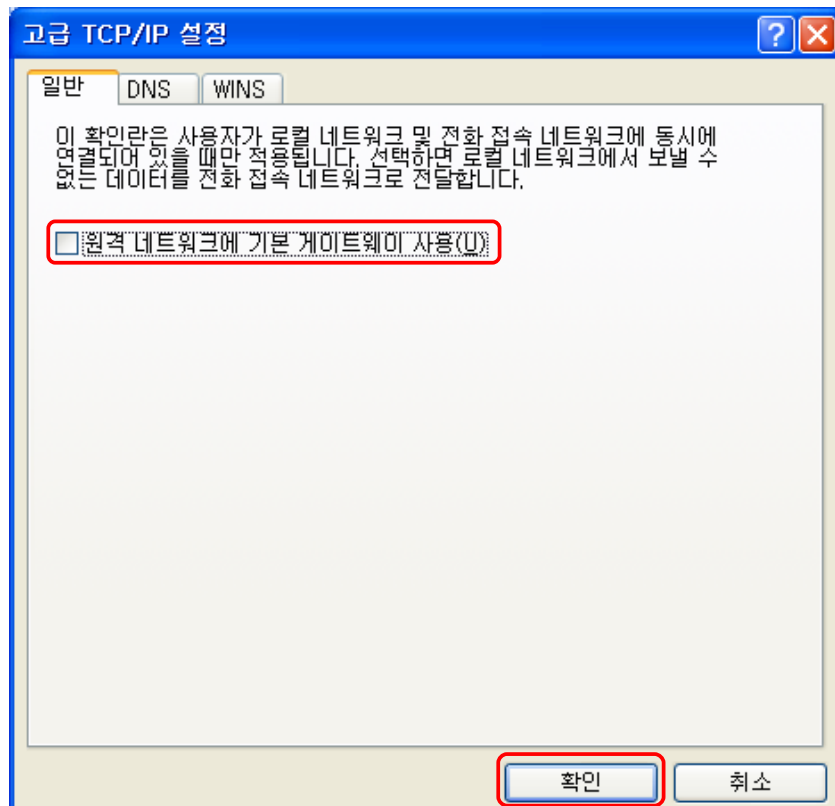 고급 TCP/IP 설정
일반 DNS WINS
이 확인란은 사용자가 로컬 네트워크 및 전화 접속 네트워크에 동시에
연결되어 있을 때만 적용됩니다. 선택하면 로컬 네트워크에서 보낼 수
없는 데이터를 전화 접속 네트워크로 전달합니다.
원격 네트워크에 기본 게이트웨이 사용(U)
확인 취소